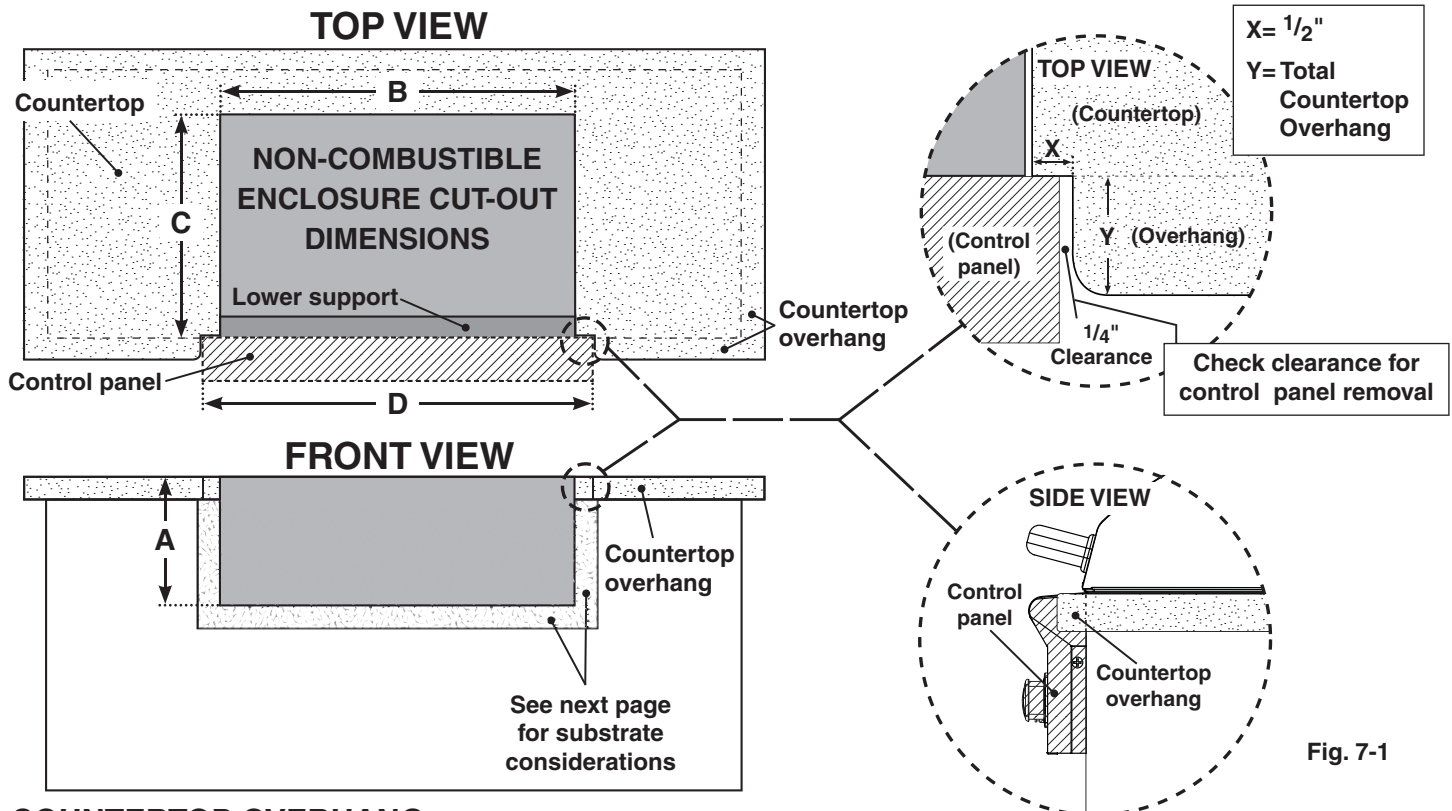 TOP VIEW
Countertop
B
NON-COMBUSTIBLE
ENCLOSURE CUT-OUT
DIMENSIONS
C
Lower support
Countertop
overhang
Control panel
D
TOP VIEW
(Countertop)
X
(Control
panel)
Y (Overhang)
1/4"
Clearance
X= 1/2"
Y= Total
Countertop
Overhang
Check clearance for
control panel removal
FRONT VIEW
A
Countertop
overhang
See next page
for substrate
considerations
SIDE VIEW
Control
panel
Countertop
overhang
Fig. 7-1